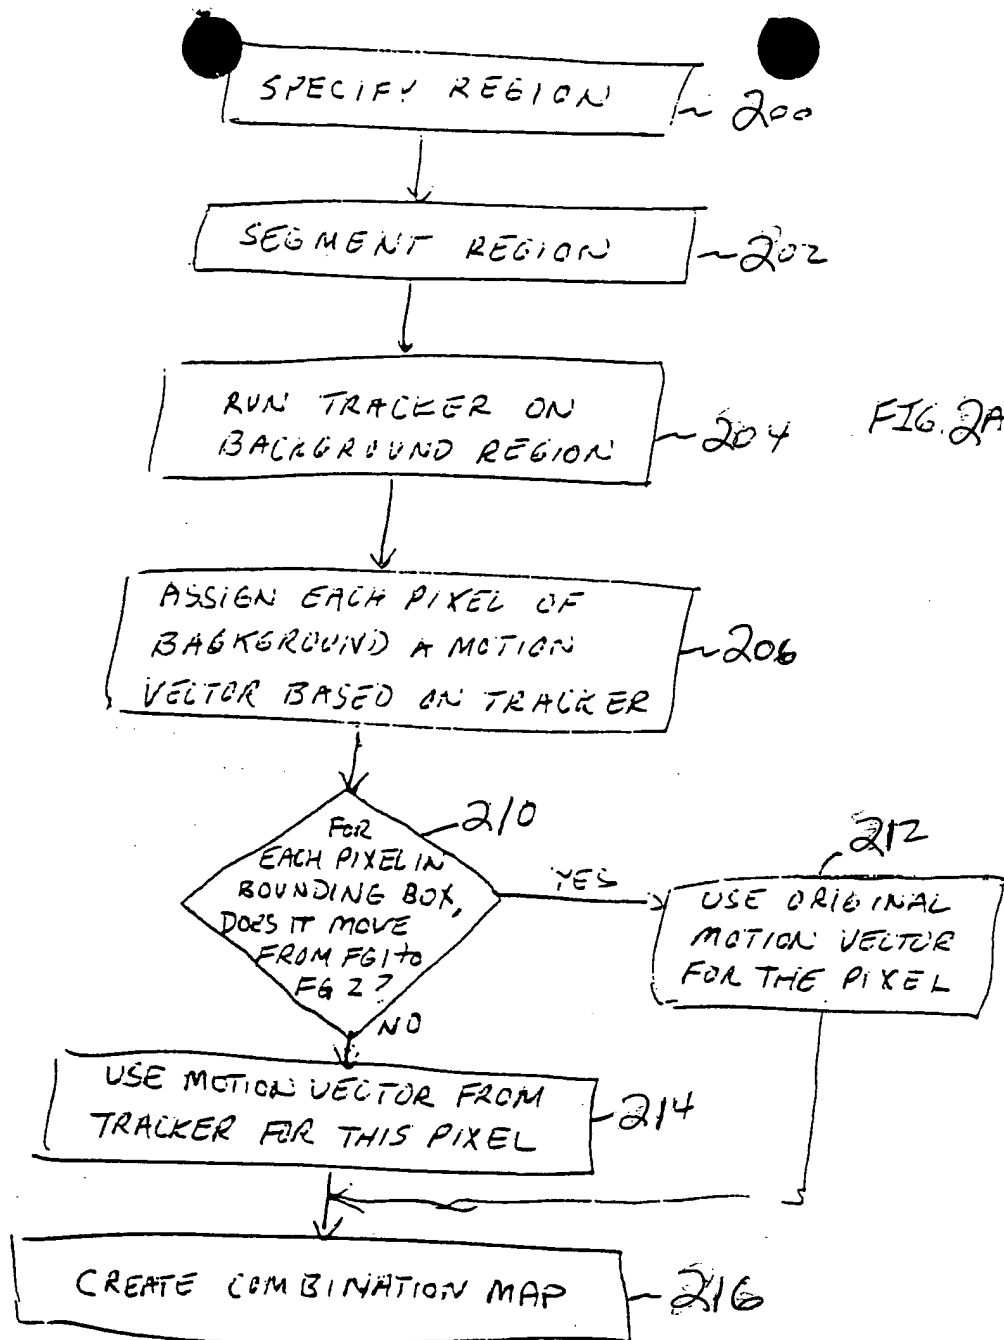 SPECIFY REGION
200
SEGMENT REGION
202
RUN TRACKER ON
BACKGROUND REGION
204
FIG. 2A
ASSIGN EACH PIXEL OF
BACKGROUND A MOTION
VECTOR BASED ON TRACKER
206
FOR
EACH PIXEL IN
BOUNDING BOX,
DOES IT MOVE
FROM FG1 to
FG 2?
210
YES
212
USE ORIGINAL
MOTION VECTOR
FOR THE PIXEL
NO
USE MOTION VECTOR FROM
TRACKER FOR THIS PIXEL
214
CREATE COMBINATION MAP
216